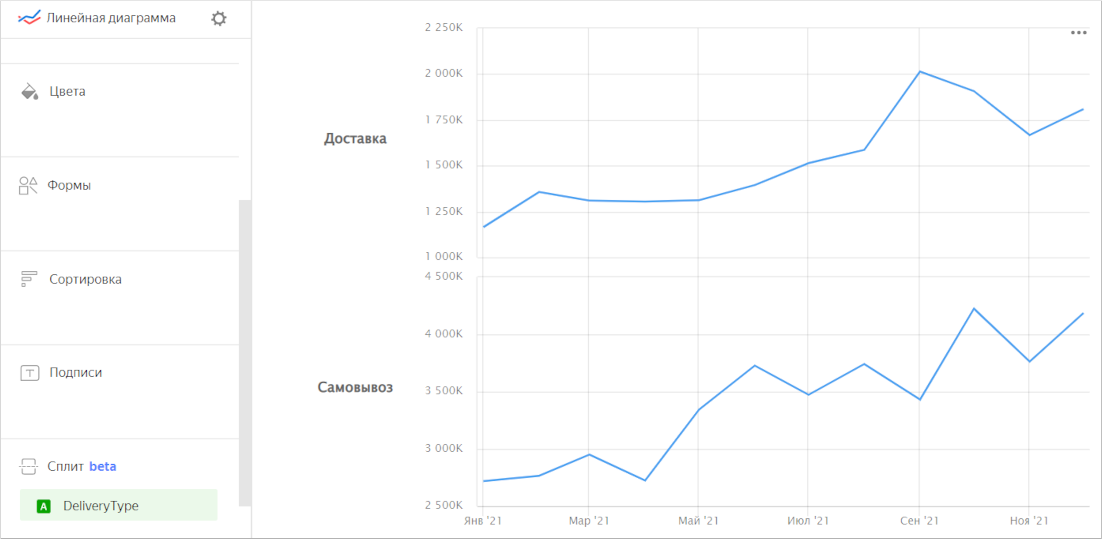 Линейная диаграмма
Цвета
Формы
Сортировка
Подписи
Сплит beta
A DeliveryType
Доставка
2 250K
2 000K
1 750K
1 500K
1 250K
1 000K
Самовывоз
4 500K
4 000K
3 500K
3 000K
2 500K
Янв '21 Мар '21 Май '21 Июл '21 Сен '21 Ноя '21